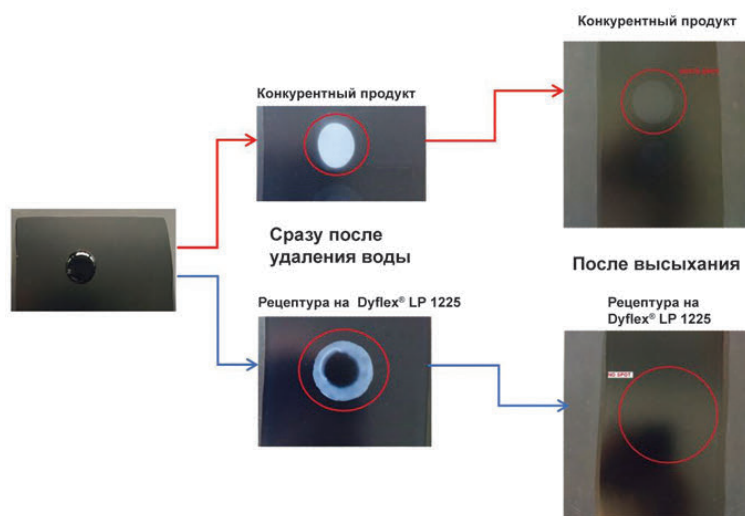 Конкурентный продукт
Конкурентный продукт
Сразу после
удаления воды
После высыхания
Рецептура на Dyflex® LP 1225
Рецептура на
Dyflex® LP 1225
NO SPOT